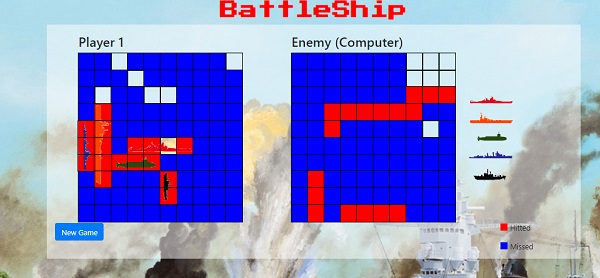 BattleShip
Player 1
Enemy (Computer)
New Game
Hitted
Missed